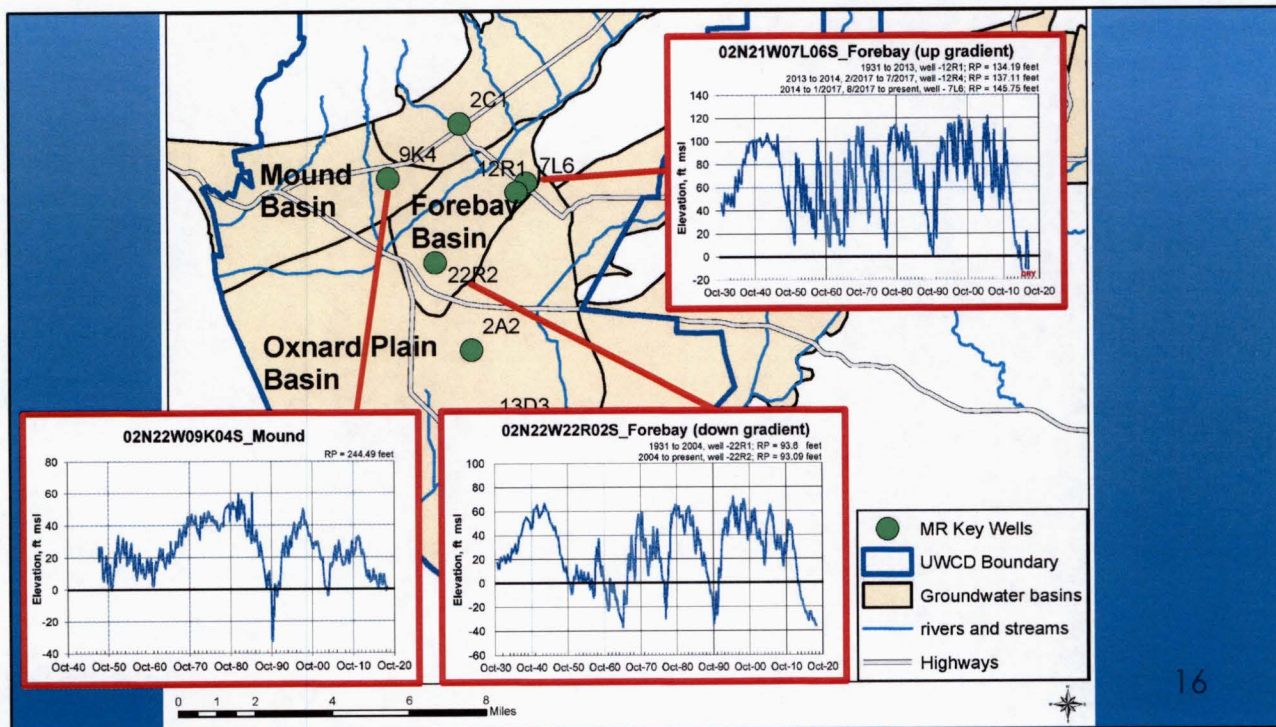 02N21W07L06S_Forebay (up gradient)
1931 to 2013, well -12R1; RP = 134.19 feet
2013 to 2014, 2/2017 to 7/2017, well -12R4; RP = 137.11 feet
2014 to 1/2017, 8/2017 to present, well - 7L6; RP = 145.75 feet
Elevation, ft msl
140
120
100
80
60
40
20
0
-20
DRY
Oct-30 Oct-40 Oct-50 Oct-60 Oct-70 Oct-80 Oct-90 Oct-00 Oct-10 Oct-20
2C1
9K4
12R1
7L6
Mound
Basin
Forebay
Basin
22R2
2A2
Oxnard Plain
Basin
13D3
02N22W09K04S_Mound
RP = 244.49 feet
Elevation, ft msl
80
60
40
20
0
-20
-40
Oct-40 Oct-50 Oct-60 Oct-70 Oct-80 Oct-90 Oct-00 Oct-10 Oct-20
02N22W22R02S_Forebay (down gradient)
1931 to 2004, well -22R1; RP = 93.6 feet
2004 to present, well -22R2; RP = 93.09 feet
Elevation, ft msl
100
80
60
40
20
0
-20
-40
-60
Oct-30 Oct-40 Oct-50 Oct-60 Oct-70 Oct-80 Oct-90 Oct-00 Oct-10 Oct-20
MR Key Wells
UWCD Boundary
Groundwater basins
rivers and streams
Highways
0 1 2 4 6 8
Miles
16